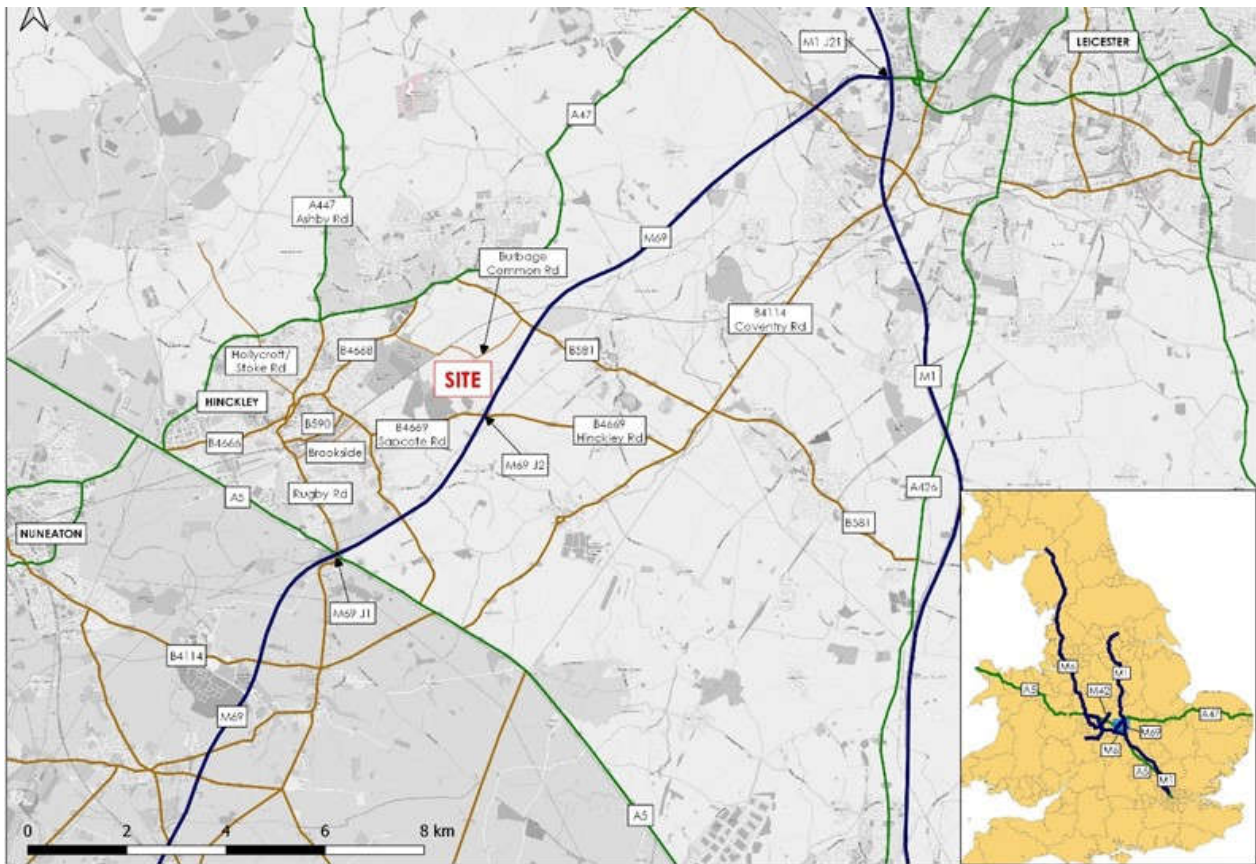 M1 J21
LEICESTER
A47
A447
Ashby Rd
M69
Burbage
Common Rd
B4114
Coventry Rd
Hollycroft/
Stoke Rd
B4668
B581
SITE
M1
HINCKLEY
B590
B4669
Sapcote Rd
B4669
Hinckley Rd
B4666
Brookside
M69 J2
Rugby Rd
A5
A426
NUNEATON
B581
M69 J1
B4114
M69
A5
0 2 4 6 8 km
M6
M1
A5
M42
A47
M69
M6
A5
M1